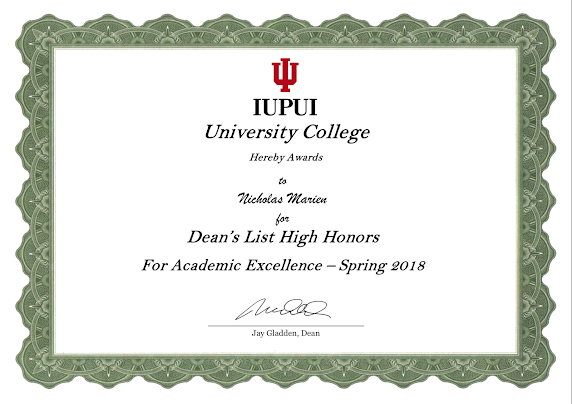 IUPUI
University College
Hereby Awards
to
Nicholas Marien
for
Dean's List High Honors
For Academic Excellence – Spring 2018
Jay Gladden, Dean